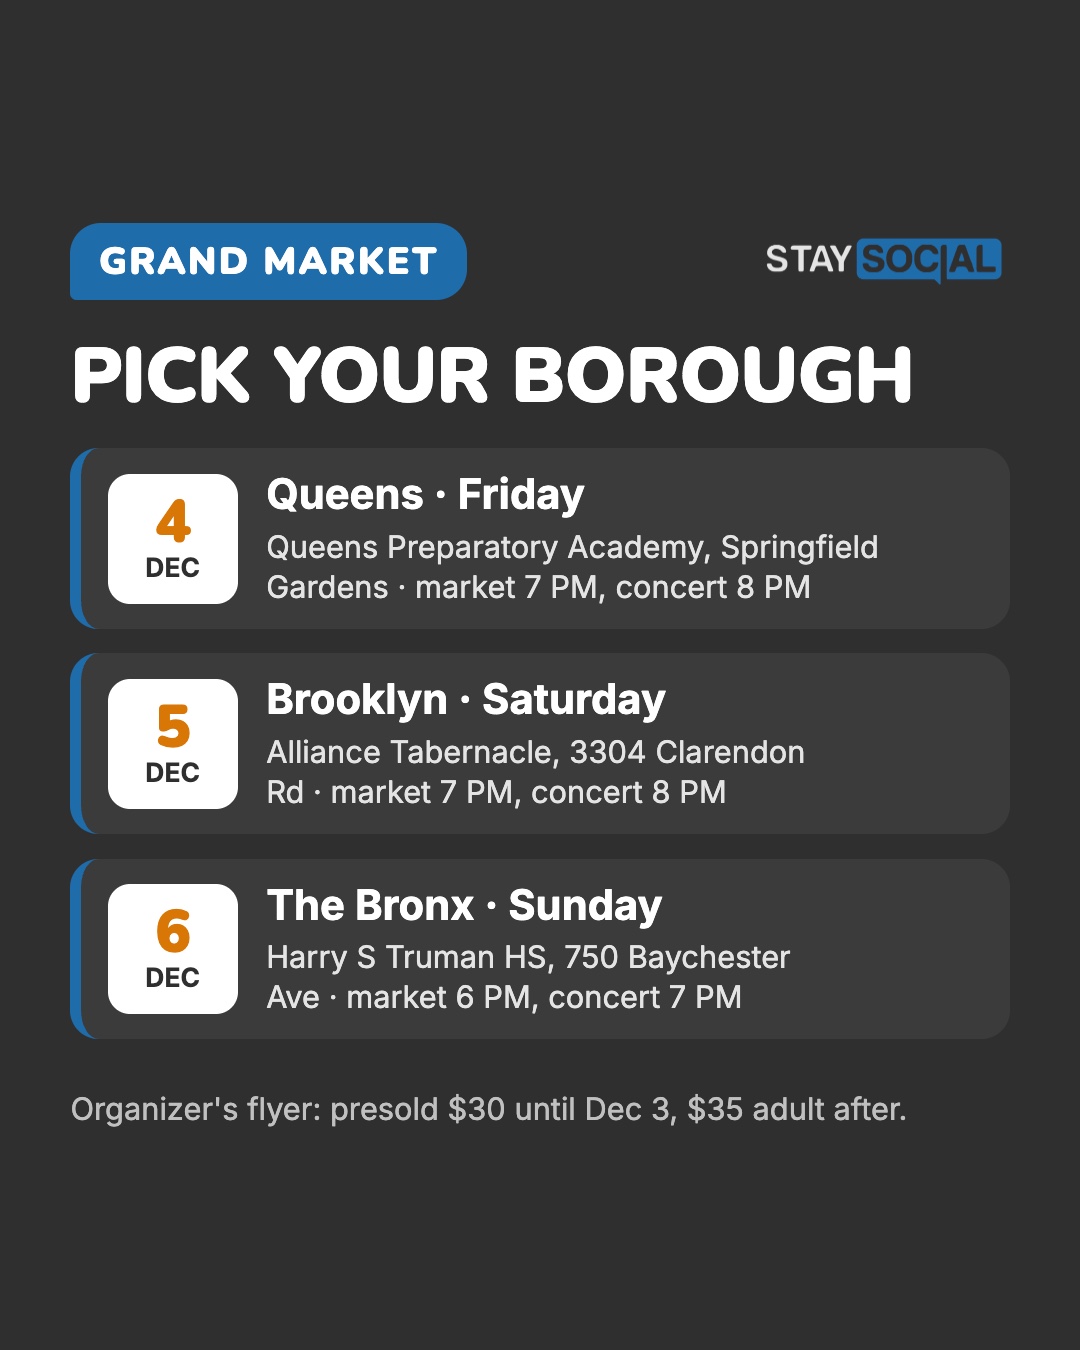 GRAND MARKET
STAY SOCIAL
PICK YOUR BOROUGH
4
DEC
Queens · Friday
Queens Preparatory Academy, Springfield
Gardens · market 7 PM, concert 8 PM
5
DEC
Brooklyn · Saturday
Alliance Tabernacle, 3304 Clarendon
Rd · market 7 PM, concert 8 PM
6
DEC
The Bronx · Sunday
Harry S Truman HS, 750 Baychester
Ave · market 6 PM, concert 7 PM
Organizer's flyer: presold $30 until Dec 3, $35 adult after.